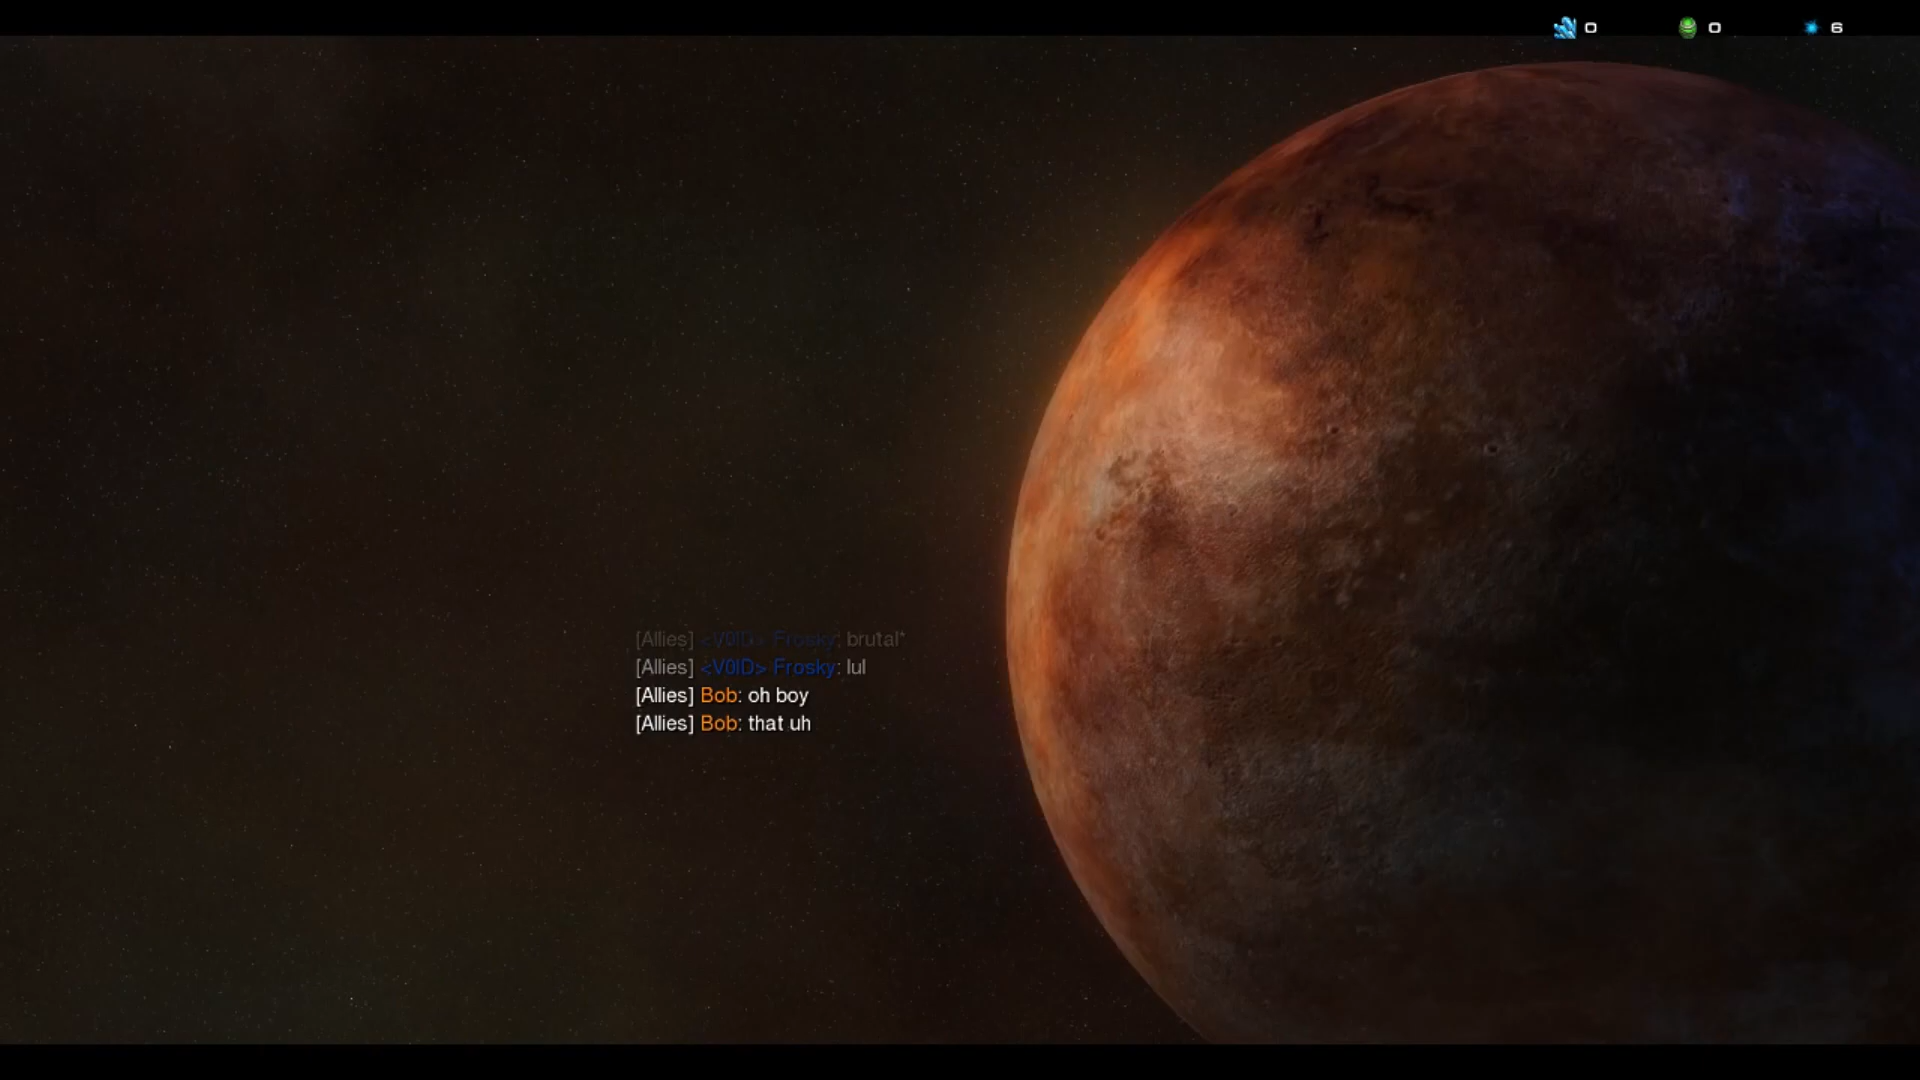 0 0 6
[Allies] <V0ID> Frosky: brutal*
[Allies] <V0ID> Frosky: lul
[Allies] Bob: oh boy
[Allies] Bob: that uh